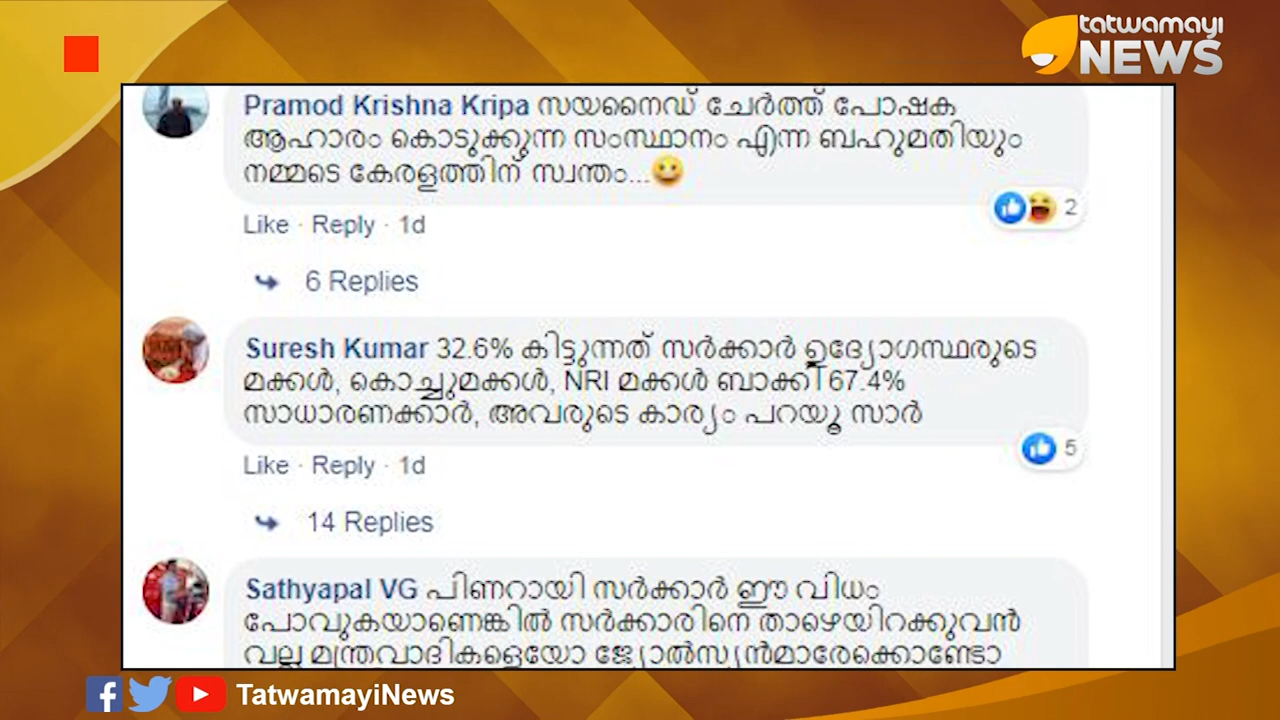 tatwamayi
NEWS
Pramod Krishna Kripa സയനൈഡ് ചേർത്ത് പോഷക
ആഹാരം കൊടുക്കുന്ന സംസ്ഥാനം എന്ന ബഹുമതിയും
നമ്മടെ കേരളത്തിന് സ്വന്തം...😀
2
Like · Reply · 1d
6 Replies
Suresh Kumar 32.6% കിട്ടുന്നത് സർക്കാർ ഉദ്യോഗസ്ഥരുടെ
മക്കൾ, കൊച്ചുമക്കൾ, NRI മക്കൾ ബാക്കി 67.4%
സാധാരണക്കാർ, അവരുടെ കാര്യം പറയൂ സാർ
5
Like · Reply · 1d
14 Replies
Sathyapal VG പിണറായി സർക്കാർ ഈ വിധം
പോവുകയാണെങ്കിൽ സർക്കാരിനെ താഴെയിറക്കുവൻ
വല്ല മന്ത്രവാദികളെയോ ജ്യോൽസ്യൻമാരേക്കൊണ്ടോ
TatwamayiNews